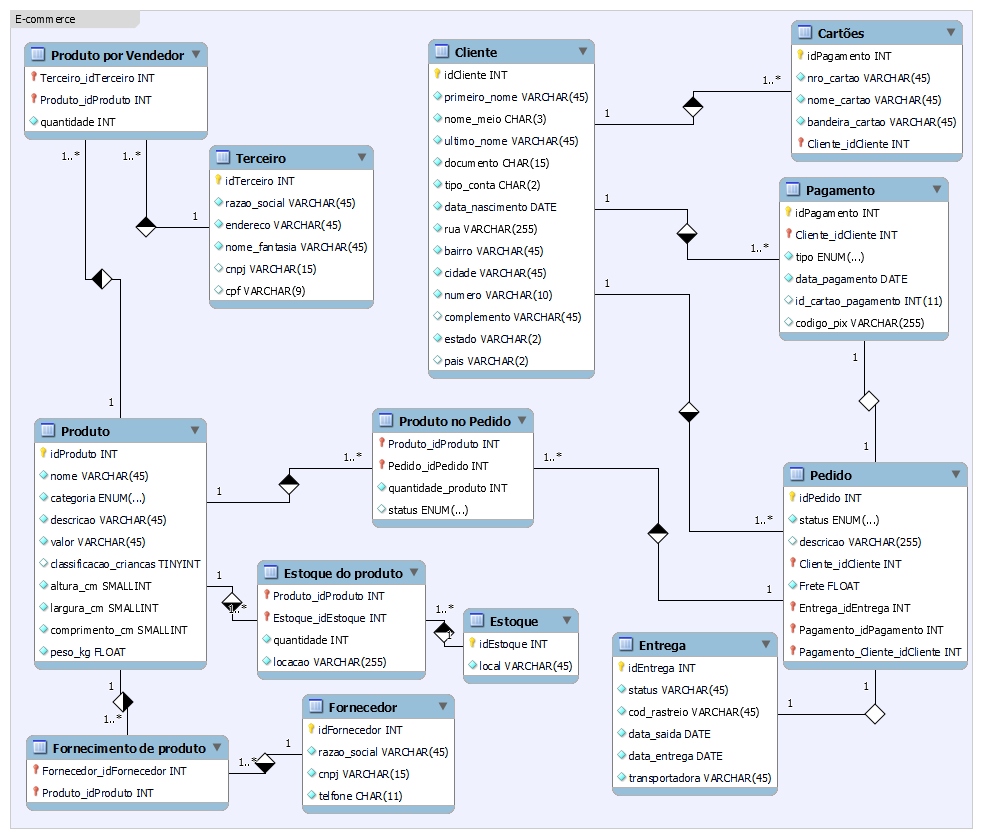 E-commerce
Produto por Vendedor
Terceiro_idTerceiro INT
Produto_idProduto INT
quantidade INT
1..*
1..*
Terceiro
idTerceiro INT
razao_social VARCHAR(45)
endereco VARCHAR(45)
nome_fantasia VARCHAR(45)
cnpj VARCHAR(15)
cpf VARCHAR(9)
1
1
Cliente
idCliente INT
primeiro_nome VARCHAR(45)
nome_meio CHAR(3)
ultimo_nome VARCHAR(45)
documento CHAR(15)
tipo_conta CHAR(2)
data_nascimento DATE
rua VARCHAR(255)
bairro VARCHAR(45)
cidade VARCHAR(45)
numero VARCHAR(10)
complemento VARCHAR(45)
estado VARCHAR(2)
pais VARCHAR(2)
1
1..*
1
1..*
1
1..*
Cartões
idPagamento INT
nro_cartao VARCHAR(45)
nome_cartao VARCHAR(45)
bandeira_cartao VARCHAR(45)
Cliente_idCliente INT
Pagamento
idPagamento INT
Cliente_idCliente INT
tipo ENUM(...)
data_pagamento DATE
id_cartao_pagamento INT(11)
codigo_pix VARCHAR(255)
1
1
Produto
idProduto INT
nome VARCHAR(45)
categoria ENUM(...)
descricao VARCHAR(45)
valor VARCHAR(45)
classificacao_criancas TINYINT
altura_cm SMALLINT
largura_cm SMALLINT
comprimento_cm SMALLINT
peso_kg FLOAT
1
1..*
Produto no Pedido
Produto_idProduto INT
Pedido_idPedido INT
quantidade_produto INT
status ENUM(...)
1..*
1
Pedido
idPedido INT
status ENUM(...)
descricao VARCHAR(255)
Cliente_idCliente INT
Frete FLOAT
Entrega_idEntrega INT
Pagamento_idPagamento INT
Pagamento_Cliente_idCliente INT
1
1..*
Estoque do produto
Produto_idProduto INT
Estoque_idEstoque INT
quantidade INT
locacao VARCHAR(255)
1..*
1
Estoque
idEstoque INT
local VARCHAR(45)
Entrega
idEntrega INT
status VARCHAR(45)
cod_rastreio VARCHAR(45)
data_saida DATE
data_entrega DATE
transportadora VARCHAR(45)
1
1
1
1..*
Fornecimento de produto
Fornecedor_idFornecedor INT
Produto_idProduto INT
1..*
1
Fornecedor
idFornecedor INT
razao_social VARCHAR(45)
cnpj VARCHAR(15)
telfone CHAR(11)